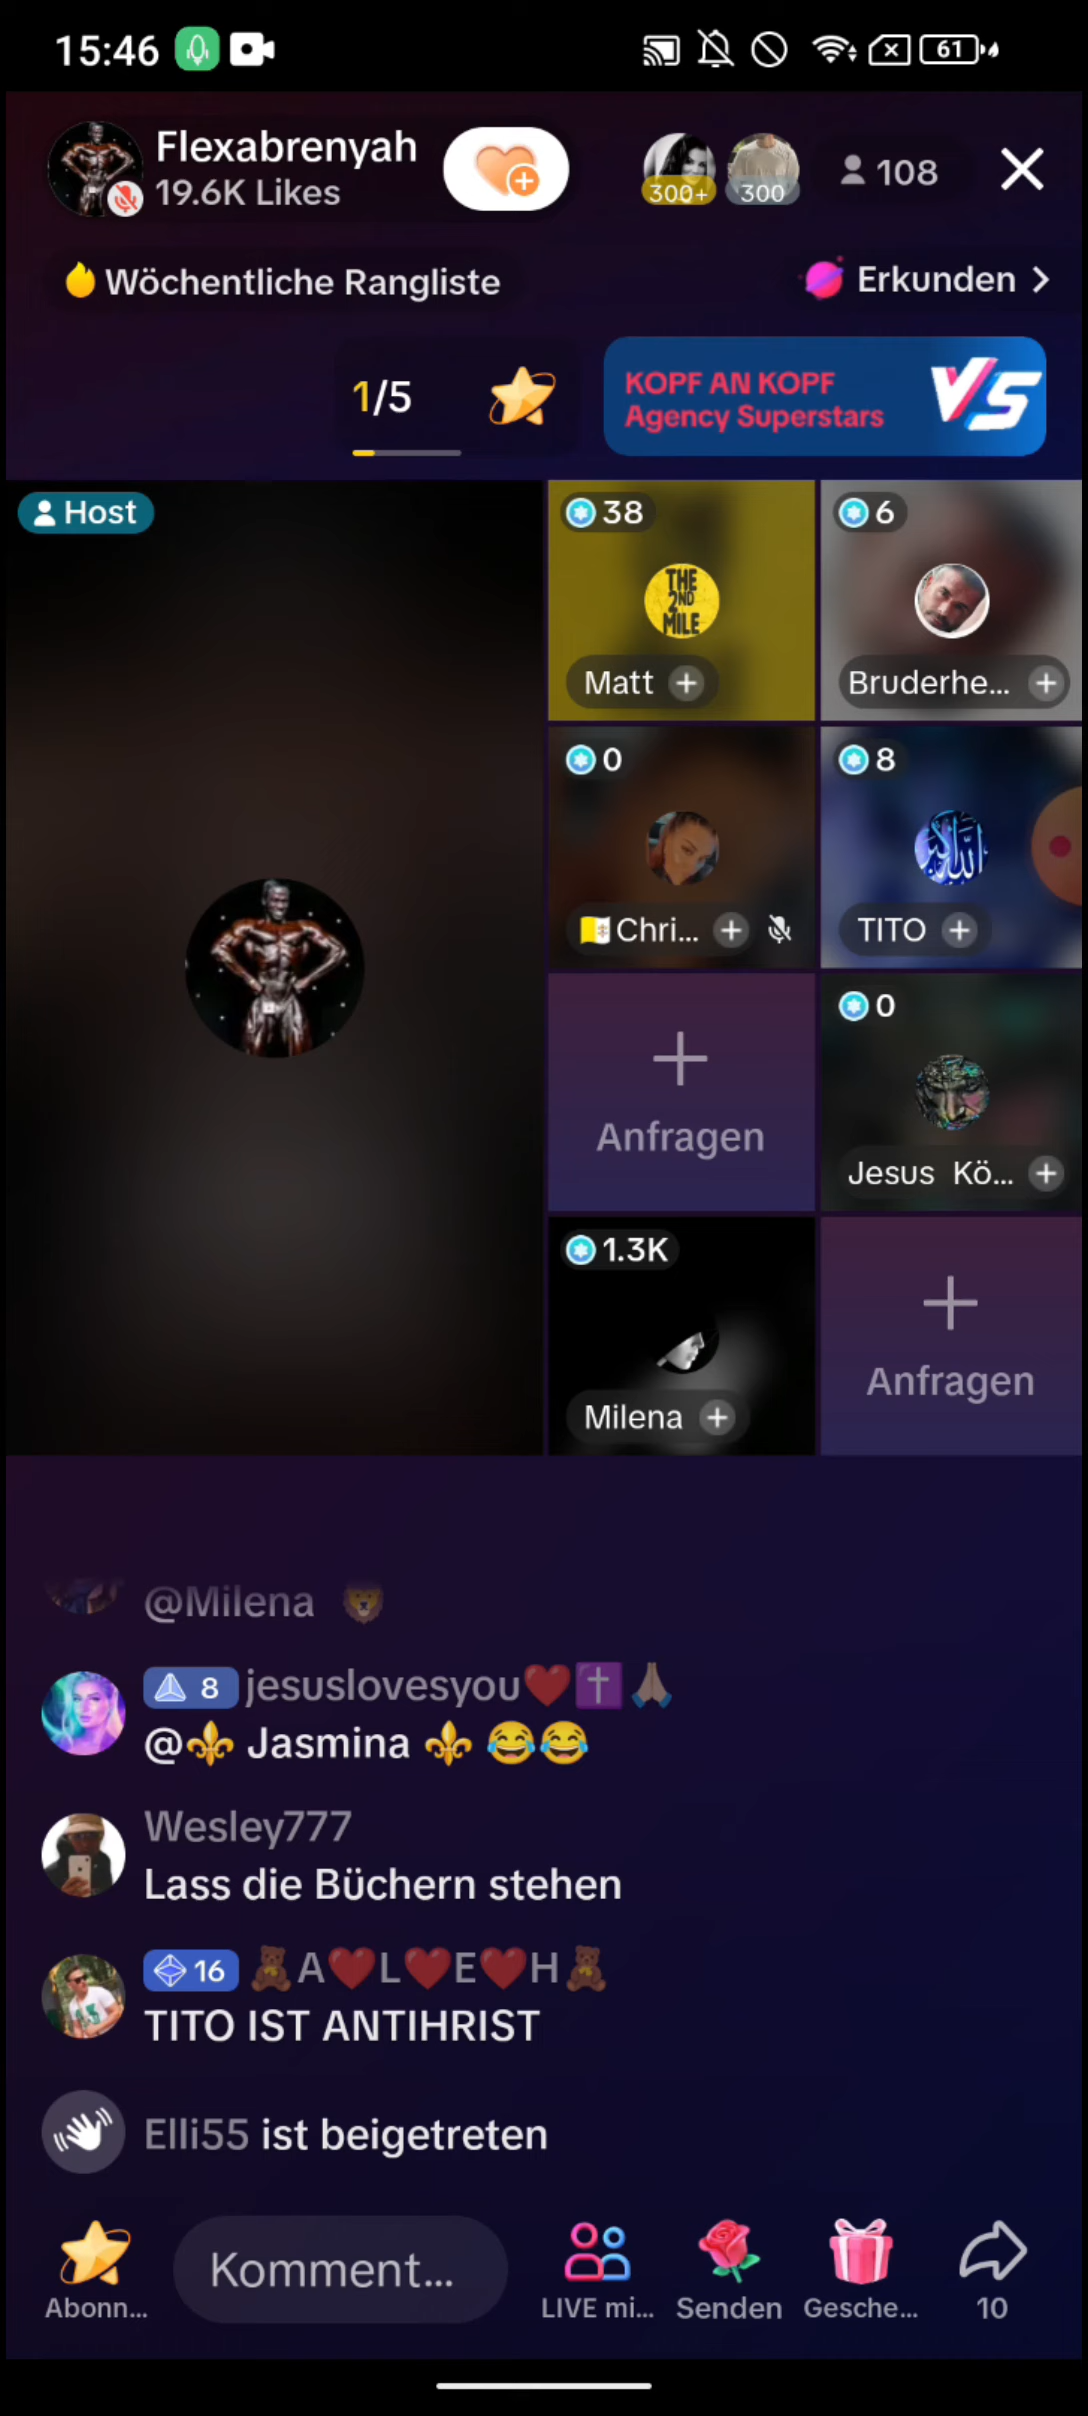 15:46
61
Flexabrenyah
19.6K Likes
300+
300
108
Wöchentliche Rangliste
Erkunden
1/5
KOPF AN KOPF
Agency Superstars
VS
Host
38
THE
2ND
MILE
Matt
6
Bruderhe...
0
Chri...
8
TITO
Anfragen
0
Jesus Kö...
1.3K
Milena
Anfragen
@Milena 🦁
8 jesuslovesyou❤️✝️🙏🏽
@⚜️ Jasmina ⚜️ 😂😂
Wesley777
Lass die Büchern stehen
16 🧸A❤️L❤️E❤️H🧸
TITO IST ANTIHRIST
Elli55 ist beigetreten
Komment...
Abonn...
LIVE mi...
Senden
Gesche...
10